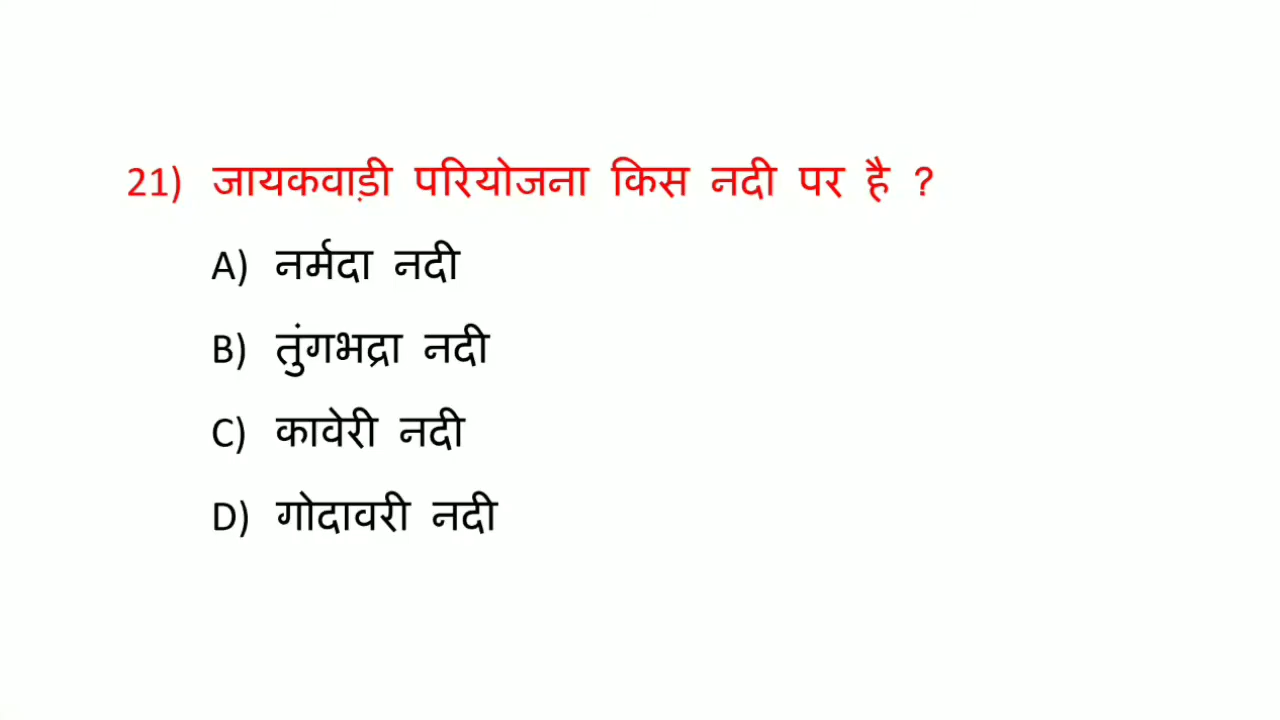 21) जायकवाड़ी परियोजना किस नदी पर है ?
A) नर्मदा नदी
B) तुंगभद्रा नदी
C) कावेरी नदी
D) गोदावरी नदी